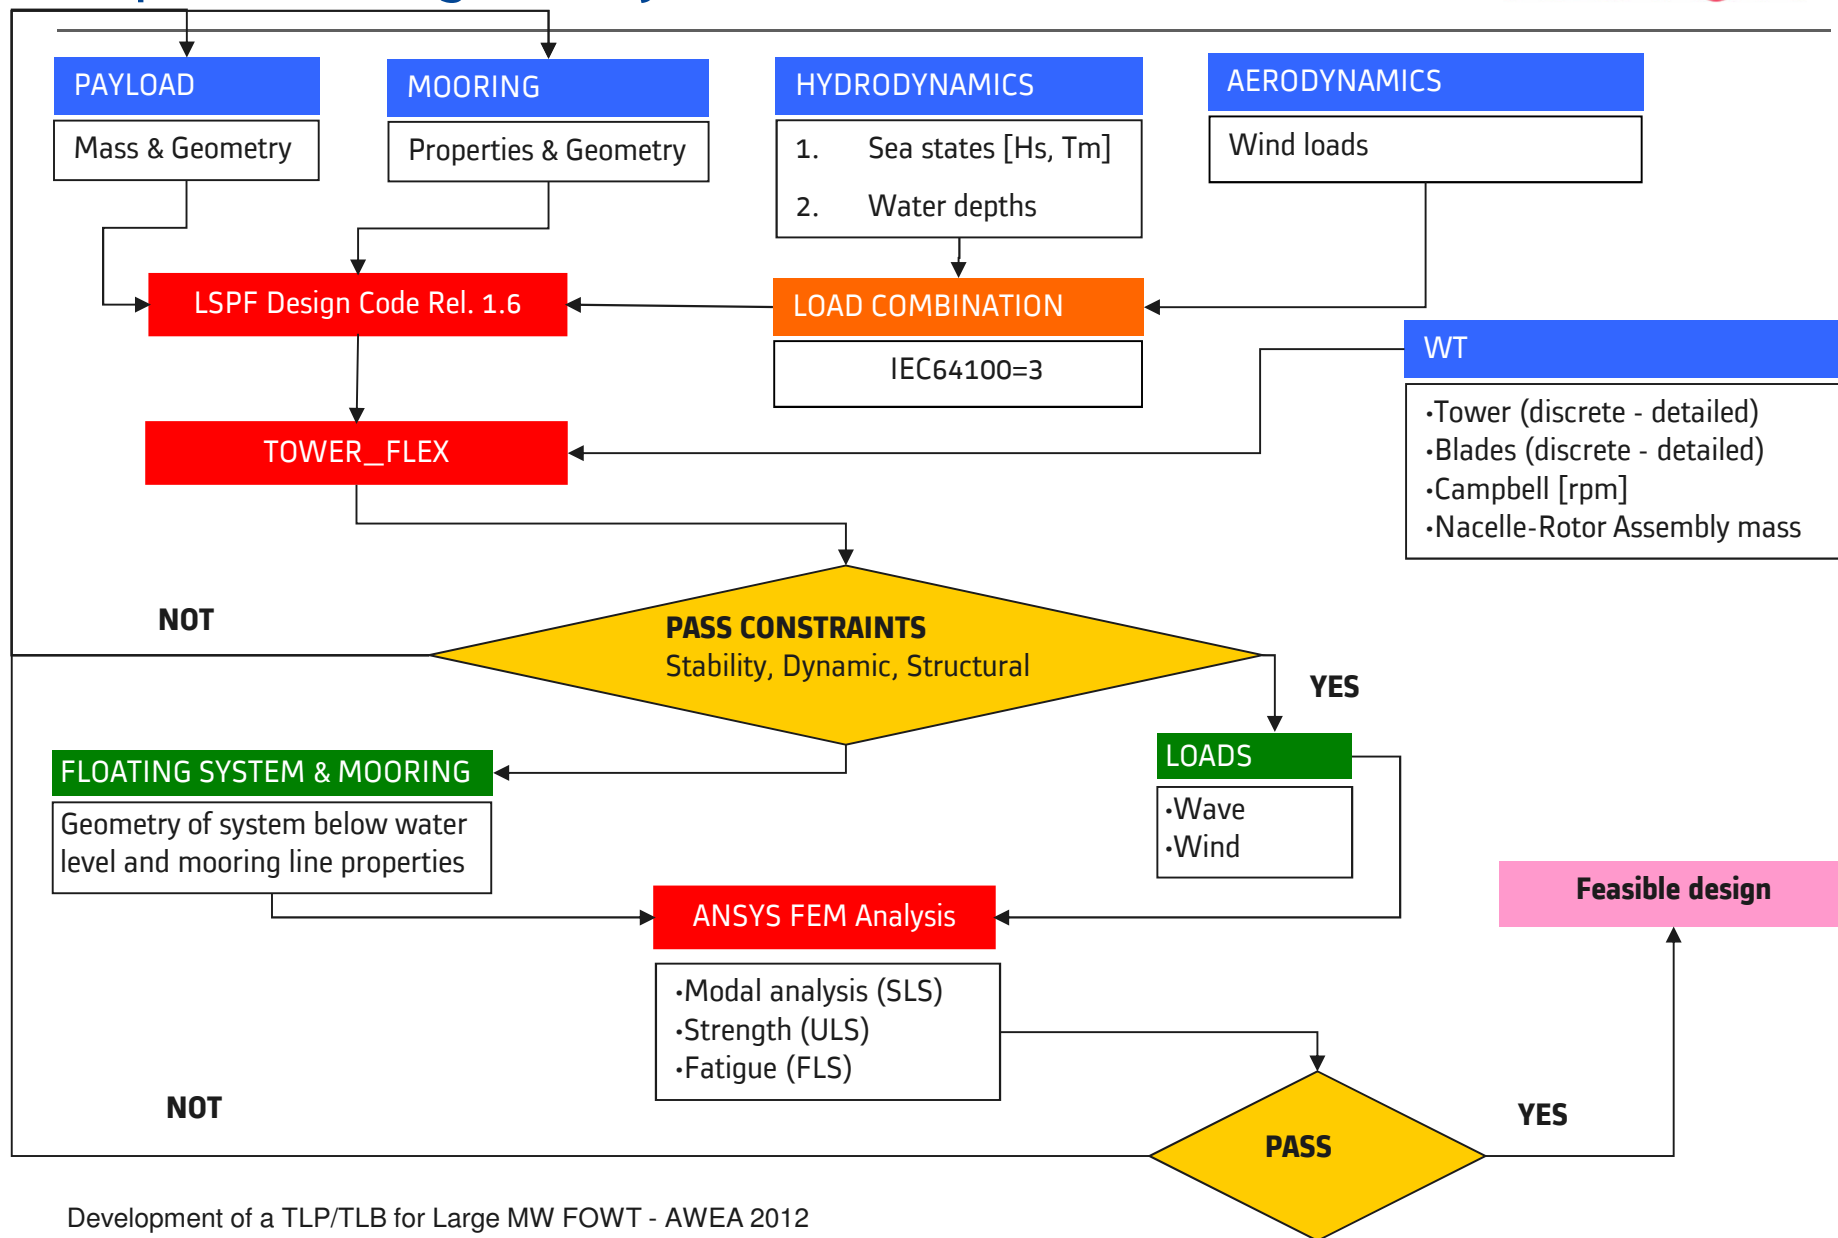 PAYLOAD
Mass & Geometry
MOORING
Properties & Geometry
HYDRODYNAMICS
1. Sea states [Hs, Tm]
2. Water depths
AERODYNAMICS
Wind loads
LSPF Design Code Rel. 1.6
LOAD COMBINATION
IEC64100=3
WT
·Tower (discrete - detailed)
·Blades (discrete - detailed)
·Campbell [rpm]
·Nacelle-Rotor Assembly mass
TOWER_FLEX
NOT
PASS CONSTRAINTS
Stability, Dynamic, Structural
YES
FLOATING SYSTEM & MOORING
Geometry of system below water
level and mooring line properties
LOADS
·Wave
·Wind
ANSYS FEM Analysis
·Modal analysis (SLS)
·Strength (ULS)
·Fatigue (FLS)
Feasible design
NOT
PASS
YES
Development of a TLP/TLB for Large MW FOWT - AWEA 2012